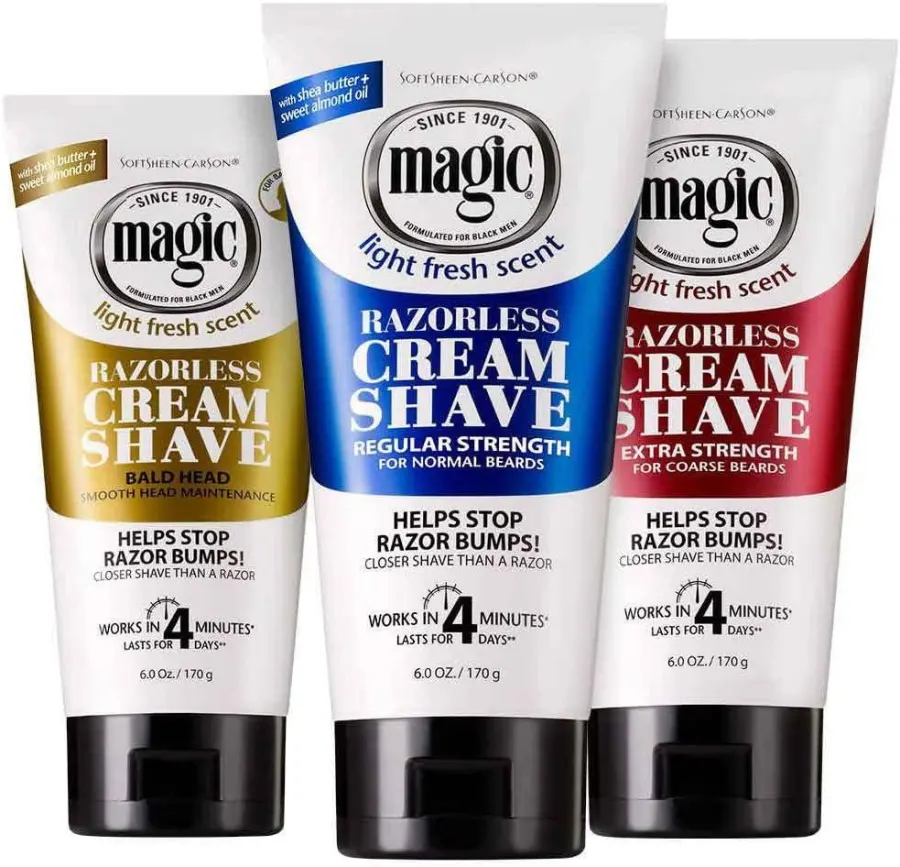 with shea butter +
sweet almond oil
SOFTSHEEN·CARSON®
SINCE 1901
magic®
FORMULATED FOR BLACK MEN
light fresh scent
RAZORLESS
CREAM
SHAVE
BALD HEAD
SMOOTH HEAD MAINTENANCE
HELPS STOP
RAZOR BUMPS!
CLOSER SHAVE THAN A RAZOR
WORKS IN 4 MINUTES*
LASTS FOR DAYS**
6.0 OZ. / 170 g
with shea butter +
sweet almond oil
SOFTSHEEN·CARSON®
SINCE 1901
magic®
FORMULATED FOR BLACK MEN
light fresh scent
RAZORLESS
CREAM
SHAVE
REGULAR STRENGTH
FOR NORMAL BEARDS
HELPS STOP
RAZOR BUMPS!
CLOSER SHAVE THAN A RAZOR
WORKS IN 4 MINUTES*
LASTS FOR DAYS**
6.0 OZ. / 170 g
OFTSHEEN·CARSON®
SINCE 1901
magic®
FORMULATED FOR BLACK MEN
ight fresh scent
RAZORLESS
CREAM
SHAVE
EXTRA STRENGTH
FOR COARSE BEARDS
HELPS STOP
RAZOR BUMPS!
CLOSER SHAVE THAN A RAZOR
WORKS IN 4 MINUTES*
LASTS FOR DAYS**
6.0 OZ. / 170 g